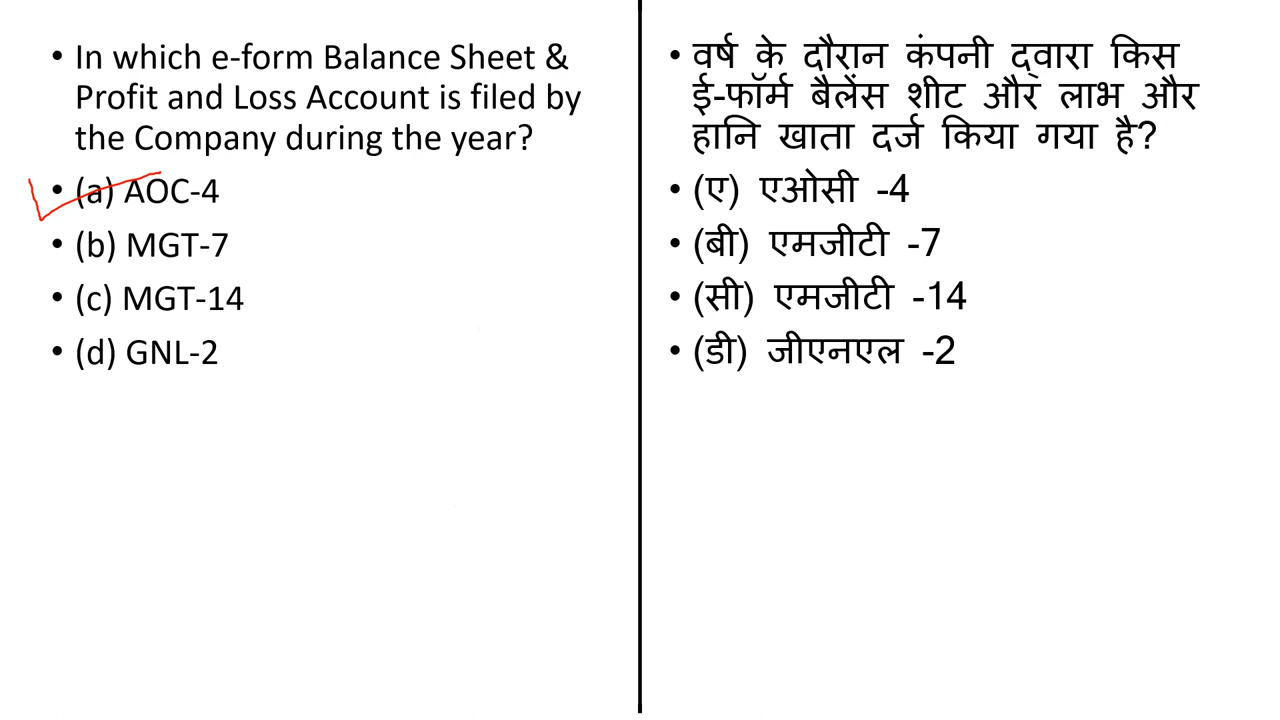 • In which e-form Balance Sheet &
Profit and Loss Account is filed by
the Company during the year?
• (a) AOC-4
• (b) MGT-7
• (c) MGT-14
• (d) GNL-2
• वर्ष के दौरान कंपनी द्वारा किस
ई-फॉर्म बैलेंस शीट और लाभ और
हानि खाता दर्ज किया गया है?
• (ए) एओसी -4
• (बी) एमजीटी -7
• (सी) एमजीटी -14
• (डी) जीएनएल -2